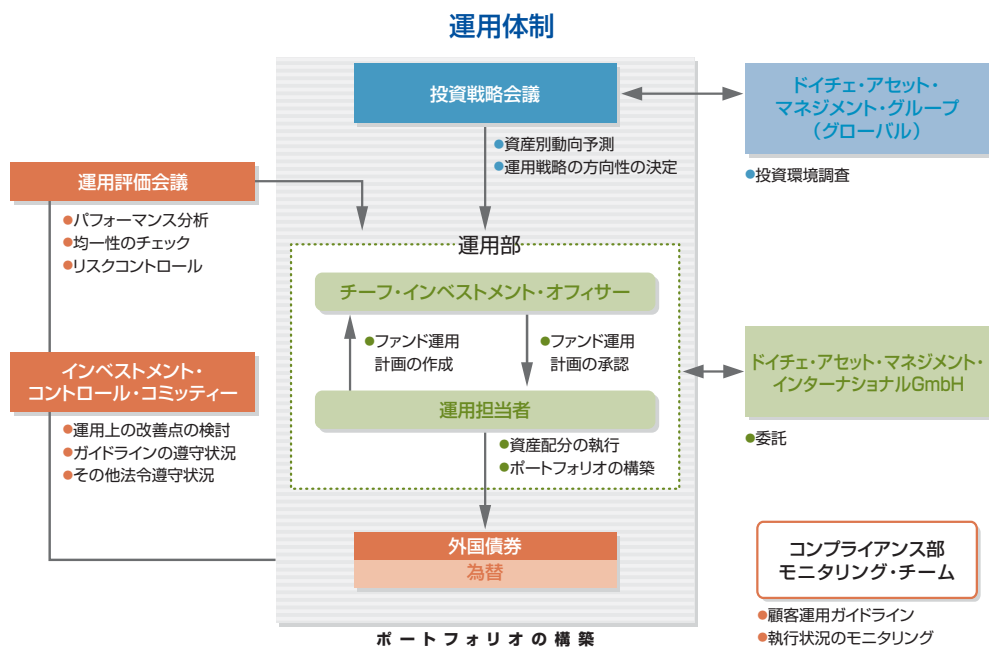 運用体制
投資戦略会議
ドイチェ・アセット・
マネジメント・グループ
（グローバル）
●投資環境調査
●資産別動向予測
●運用戦略の方向性の決定
運用評価会議
●パフォーマンス分析
●均一性のチェック
●リスクコントロール
運用部
チーフ・インベストメント・オフィサー
●ファンド運用
計画の作成
●ファンド運用
計画の承認
運用担当者
●資産配分の執行
●ポートフォリオの構築
インベストメント・
コントロール・コミッティー
●運用上の改善点の検討
●ガイドラインの遵守状況
●その他法令遵守状況
ドイチェ・アセット・マネジメント・
インターナショナルGmbH
●委託
外国債券
為替
コンプライアンス部
モニタリング・チーム
●顧客運用ガイドライン
●執行状況のモニタリング
ポートフォリオの構築